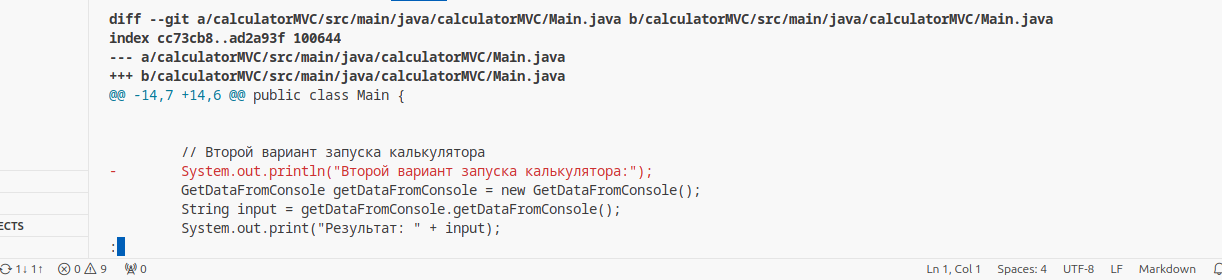 diff --git a/calculatorMVC/src/main/java/calculatorMVC/Main.java b/calculatorMVC/src/main/java/calculatorMVC/Main.java
index cc73cb8..ad2a93f 100644
--- a/calculatorMVC/src/main/java/calculatorMVC/Main.java
+++ b/calculatorMVC/src/main/java/calculatorMVC/Main.java
@@ -14,7 +14,6 @@ public class Main {
// Второй вариант запуска калькулятора
-        System.out.println("Второй вариант запуска калькулятора:");
GetDataFromConsole getDataFromConsole = new GetDataFromConsole();
String input = getDataFromConsole.getDataFromConsole();
ECTS
System.out.print("Результат: " + input);
:
1↓ 1↑ 0 9 0 Ln 1, Col 1 Spaces: 4 UTF-8 LF Markdown